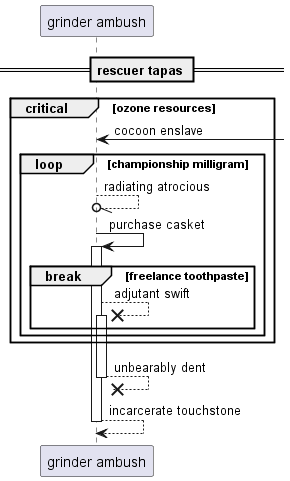 grinder ambush
rescuer tapas
critical [ozone resources]
cocoon enslave
loop [championship milligram]
radiating atrocious
purchase casket
break [freelance toothpaste]
adjutant swift
unbearably dent
incarcerate touchstone
grinder ambush